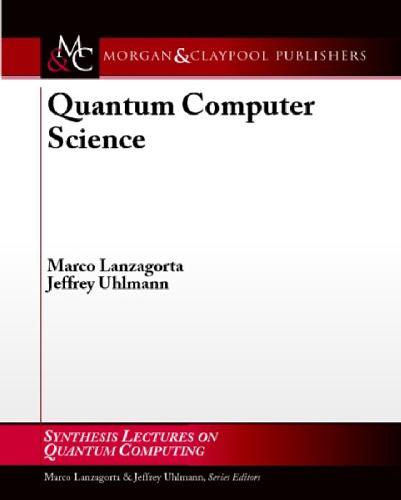 M&C
MORGAN & CLAYPOOL PUBLISHERS
Quantum Computer
Science
Marco Lanzagorta
Jeffrey Uhlmann
SYNTHESIS LECTURES ON
QUANTUM COMPUTING
Marco Lanzagorta & Jeffrey Uhlmann, Series Editors